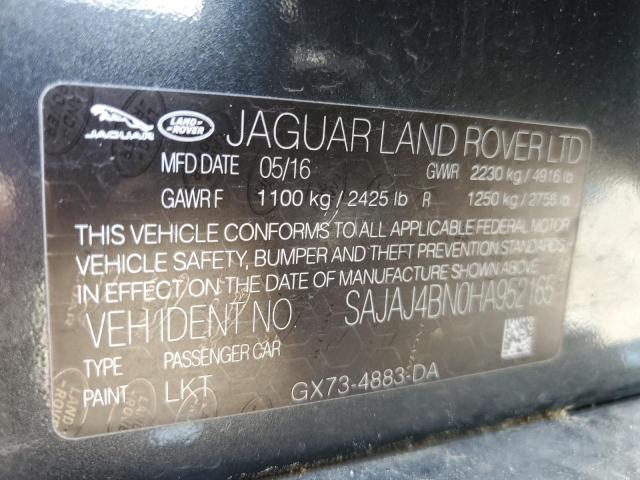 JAGUAR LAND ROVER JAGUAR LAND ROVER LTD
MFD DATE 05/16 GVWR 2230 kg / 4916 lb
GAWR F 1100 kg / 2425 lb R 1250 kg / 2756 lb
THIS VEHICLE CONFORMS TO ALL APPLICABLE FEDERAL MOTOR
VEHICLE SAFETY, BUMPER AND THEFT PREVENTION STANDARDS
IN EFFECT ON THE DATE OF MANUFACTURE SHOWN ABOVE
VEH IDENT NO SAJAJ4BN0HA952165
TYPE PASSENGER CAR
PAINT LKT GX73-4883-DA